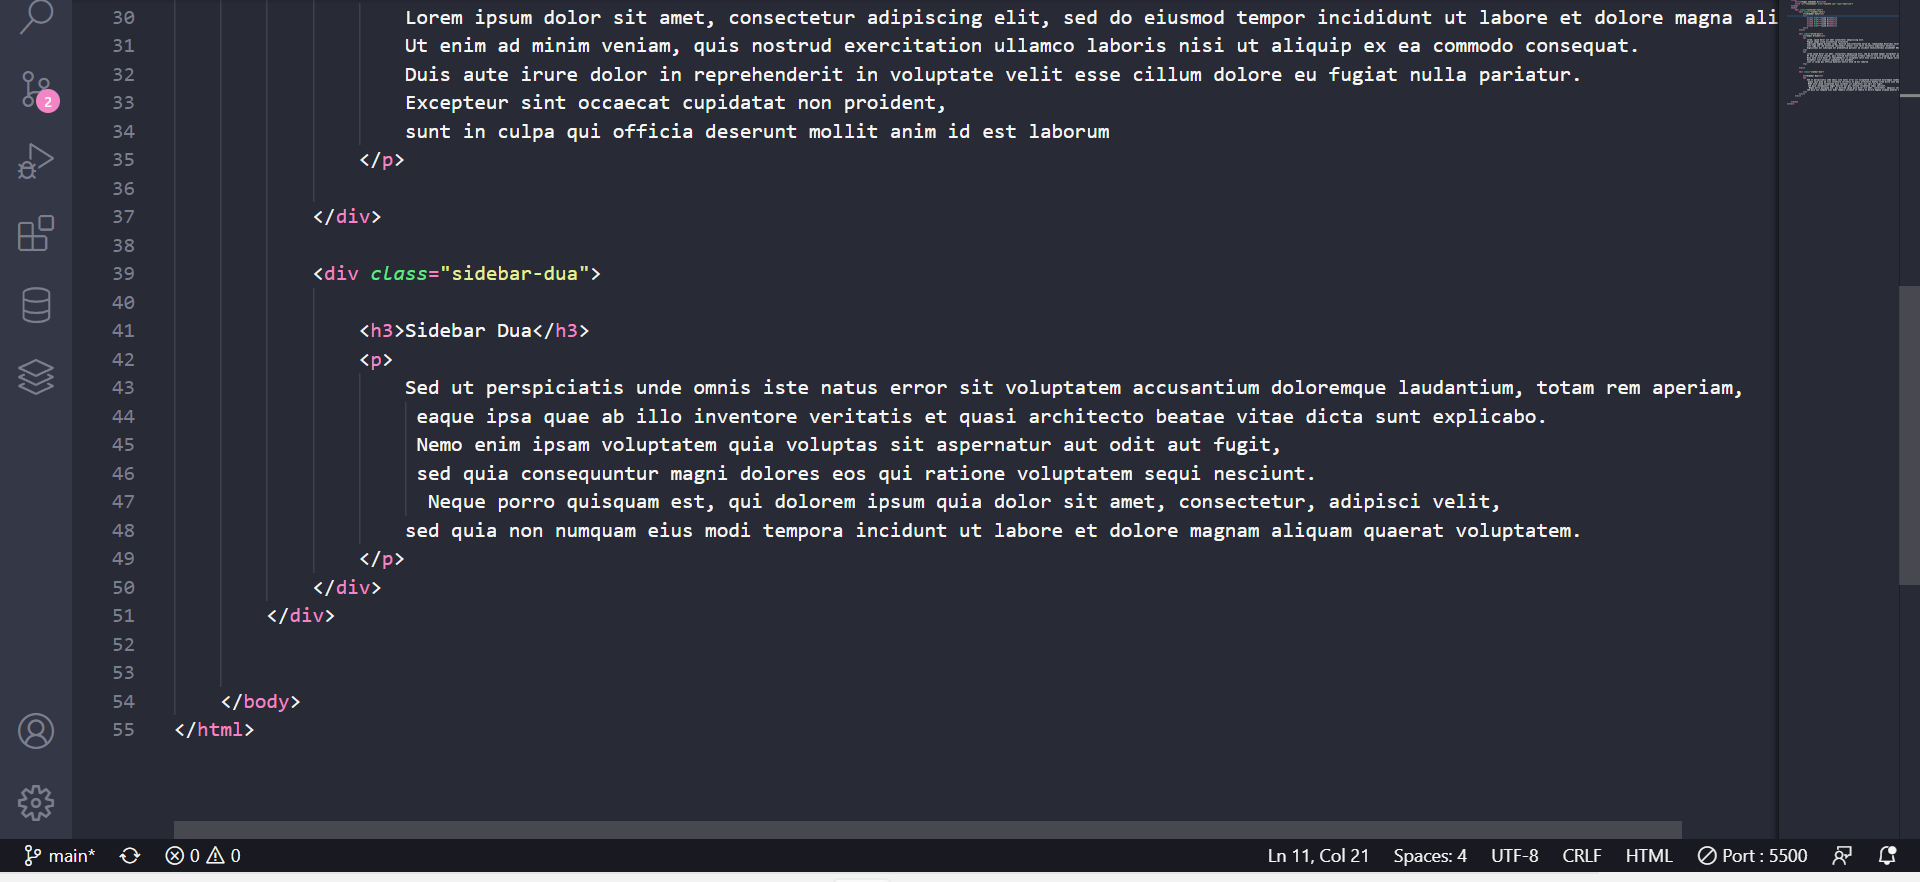 30 Lorem ipsum dolor sit amet, consectetur adipiscing elit, sed do eiusmod tempor incididunt ut labore et dolore magna ali
31 Ut enim ad minim veniam, quis nostrud exercitation ullamco laboris nisi ut aliquip ex ea commodo consequat.
32 Duis aute irure dolor in reprehenderit in voluptate velit esse cillum dolore eu fugiat nulla pariatur.
33 Excepteur sint occaecat cupidatat non proident,
34 sunt in culpa qui officia deserunt mollit anim id est laborum
35 </p>
36
37 </div>
38
39 <div class="sidebar-dua">
40
41 <h3>Sidebar Dua</h3>
42 <p>
43 Sed ut perspiciatis unde omnis iste natus error sit voluptatem accusantium doloremque laudantium, totam rem aperiam,
44 eaque ipsa quae ab illo inventore veritatis et quasi architecto beatae vitae dicta sunt explicabo.
45 Nemo enim ipsam voluptatem quia voluptas sit aspernatur aut odit aut fugit,
46 sed quia consequuntur magni dolores eos qui ratione voluptatem sequi nesciunt.
47 Neque porro quisquam est, qui dolorem ipsum quia dolor sit amet, consectetur, adipisci velit,
48 sed quia non numquam eius modi tempora incidunt ut labore et dolore magnam aliquam quaerat voluptatem.
49 </p>
50 </div>
51 </div>
52
53
54 </body>
55 </html>
2
main* 0 0 Ln 11, Col 21 Spaces: 4 UTF-8 CRLF HTML Port : 5500